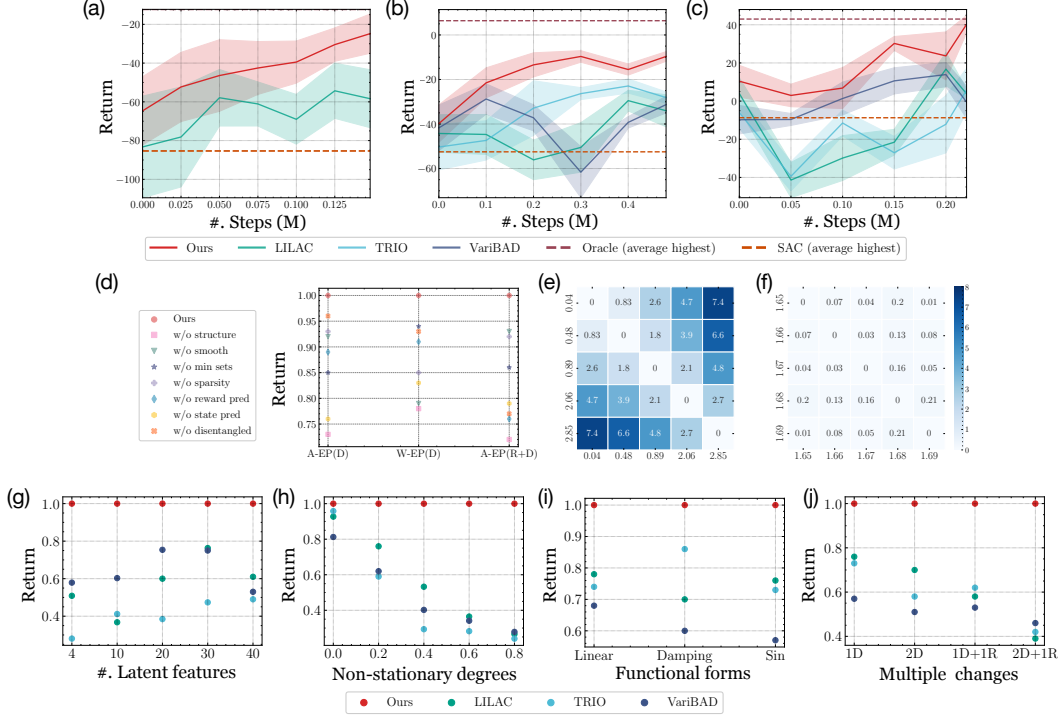 (a)
(b)
(c)
Return
−20
−40
−60
−80
−100
0.000 0.025 0.050 0.075 0.100 0.125
#. Steps (M)
0
−20
−40
−60
0.0 0.1 0.2 0.3 0.4
#. Steps (M)
Return
40
20
0
−20
−40
0.00 0.05 0.10 0.15 0.20
#. Steps (M)
Ours LILAC TRIO VariBAD Oracle (average highest) SAC (average highest)
(d)
Ours
w/o structure
w/o smooth
w/o min sets
w/o sparsity
w/o reward pred
w/o state pred
w/o disentangled
Return
1.00
0.95
0.90
0.85
0.80
0.75
A-EP(D) W-EP(D) A-EP(R+D)
(e)
0.04 0 0.83 2.6 4.7 7.4
0.48 0.83 0 1.8 3.9 6.6
0.89 2.6 1.8 0 2.1 4.8
2.06 4.7 3.9 2.1 0 2.7
2.85 7.4 6.6 4.8 2.7 0
0.04 0.48 0.89 2.06 2.85
(f)
1.65 0 0.07 0.04 0.2 0.01
1.66 0.07 0 0.03 0.13 0.08
1.67 0.04 0.03 0 0.16 0.05
1.68 0.2 0.13 0.16 0 0.21
1.69 0.01 0.08 0.05 0.21 0
1.65 1.66 1.67 1.68 1.69
8
7
6
5
4
3
2
1
0
(g)
Return
1.0
0.8
0.6
0.4
4 10 20 30 40
#. Latent features
(h)
Return
1.0
0.8
0.6
0.4
0.0 0.2 0.4 0.6 0.8
Non-stationary degrees
(i)
Return
1.0
0.9
0.8
0.7
0.6
Linear Damping Sin
Functional forms
(j)
Return
1.0
0.8
0.6
0.4
1D 2D 1D+1R 2D+1R
Multiple changes
Ours LILAC TRIO VariBAD